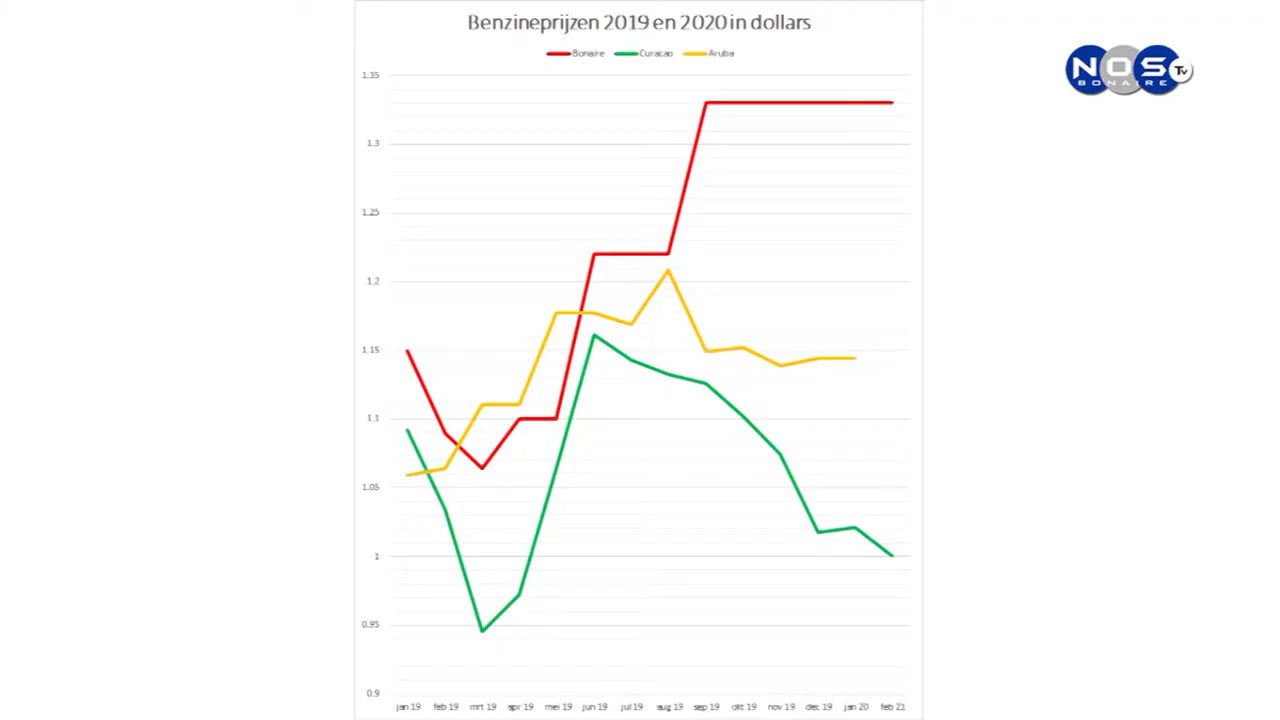 Benzineprijzen 2019 en 2020 in dollars
Bonaire Curacao Aruba
NOS TV
BONAIRE
1.35
1.3
1.25
1.2
1.15
1.1
1.05
1
0.95
0.9
jan 19 feb 19 mrt 19 apr 19 mei 19 jun 19 jul 19 aug 19 sep 19 okt 19 nov 19 dec 19 jan 20 feb 21